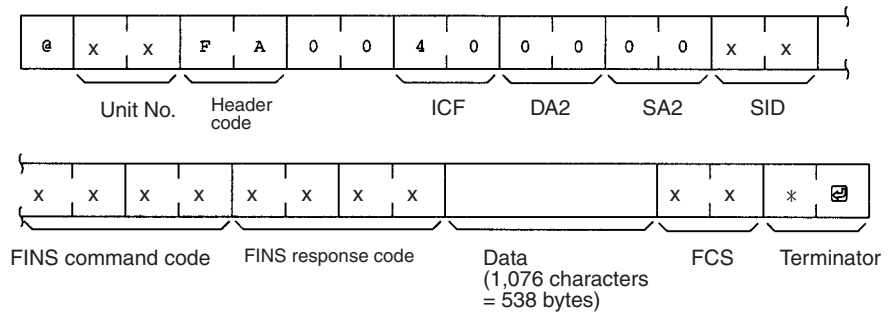 @ x x F A 0 0 4 0 0 0 0 0 x x
Unit No. Header code ICF DA2 SA2 SID
x x x x x x x x x x * ↵
FINS command code FINS response code Data (1,076 characters = 538 bytes) FCS Terminator